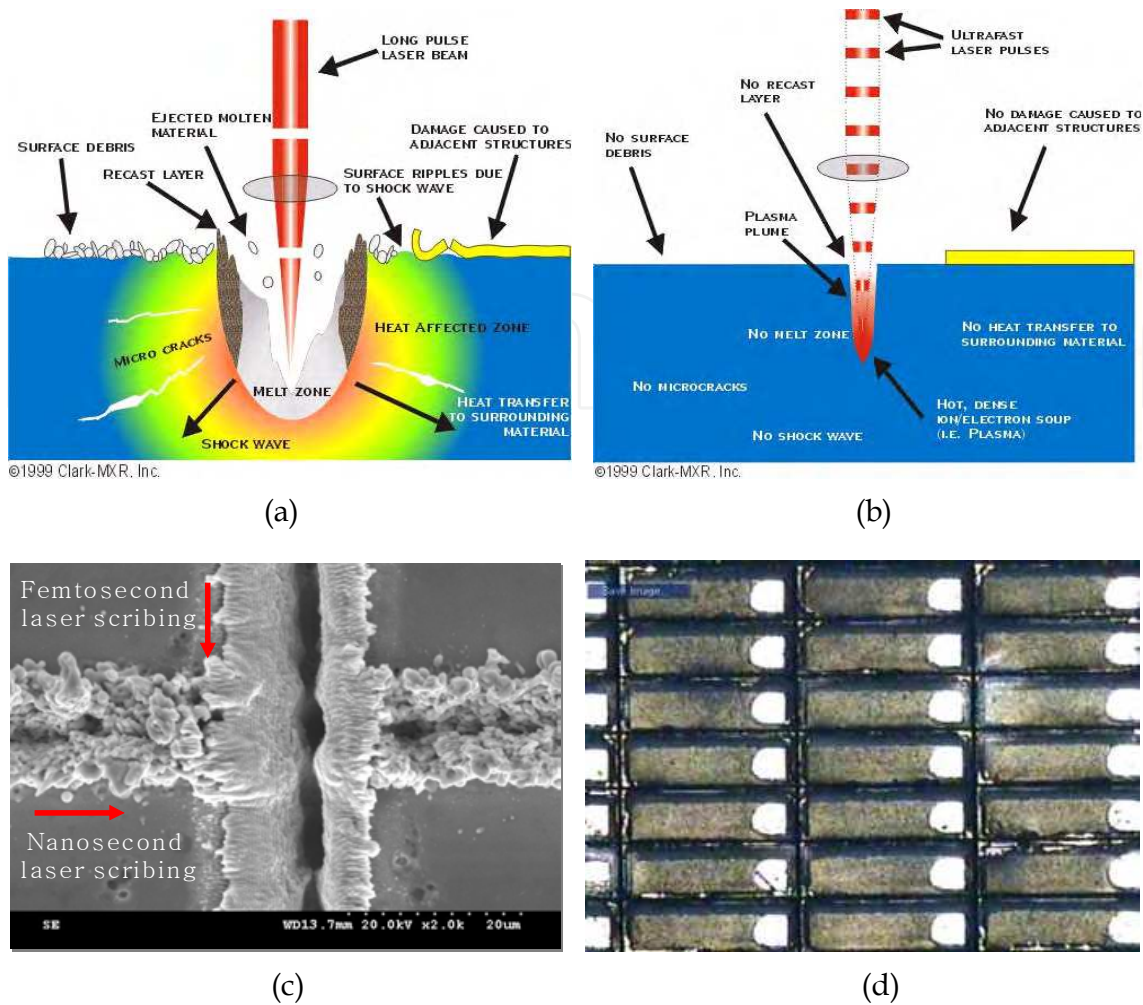 LONG PULSE
LASER BEAM
EJECTED MOLTEN
MATERIAL
DAMAGE CAUSED TO
ADJACENT STRUCTURES
SURFACE DEBRIS
RECAST LAYER
SURFACE RIPPLES DUE
TO SHOCK WAVE
MICRO CRACKS
HEAT AFFECTED ZONE
MELT ZONE
HEAT TRANSFER
TO SURROUNDING
MATERIAL
SHOCK WAVE
©1999 Clark-MXR, Inc.
(a)
ULTRAFAST
LASER PULSES
NO RECAST
LAYER
NO DAMAGE CAUSED TO
ADJACENT STRUCTURES
NO SURFACE
DEBRIS
PLASMA
PLUME
NO MELT ZONE
NO HEAT TRANSFER TO
SURROUNDING MATERIAL
NO MICROCRACKS
HOT, DENSE
ION/ELECTRON SOUP
(I.E. PLASMA)
NO SHOCK WAVE
©1999 Clark-MXR, Inc.
(b)
Femtosecond
laser scribing
Nanosecond
laser scribing
SE WD13.7mm 20.0kV x2.0k 20um
(c)
Save Image...
(d)